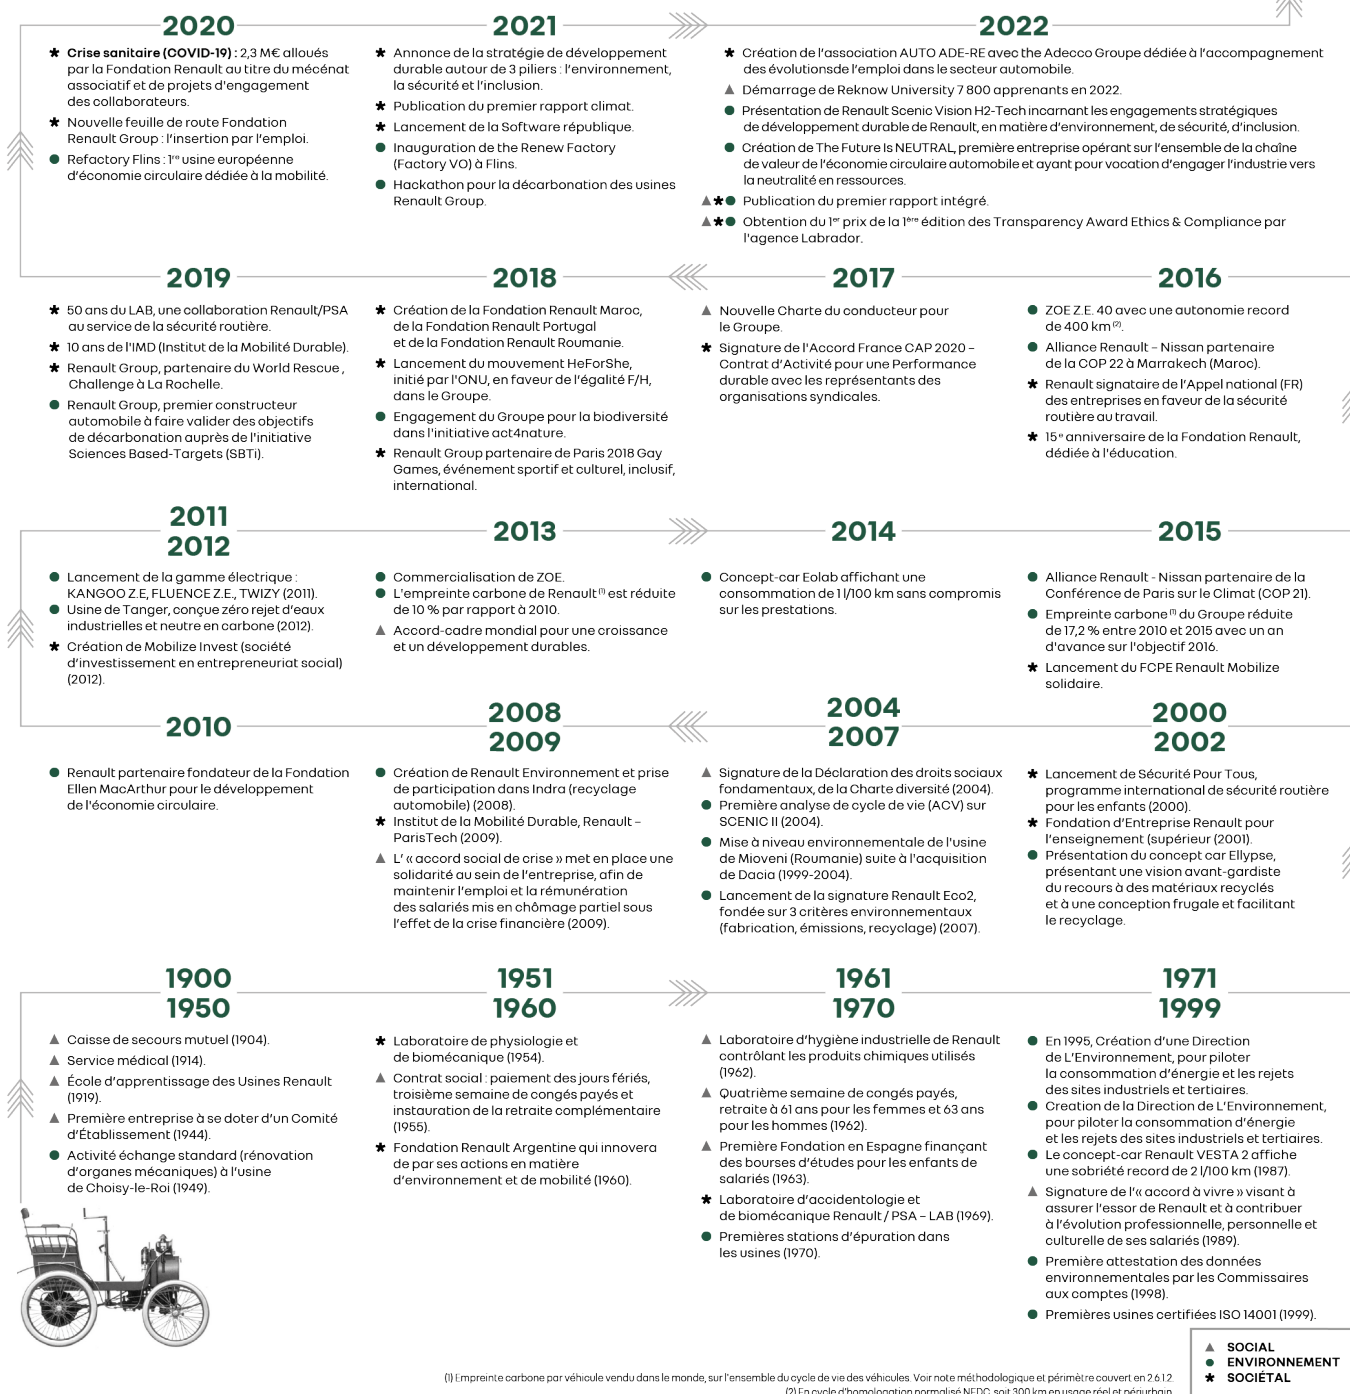 2020
* Crise sanitaire (COVID-19) : 2,3 M€ alloués
par la Fondation Renault au titre du mécénat
associatif et de projets d'engagement
des collaborateurs.
* Nouvelle feuille de route Fondation
Renault Group : l'insertion par l'emploi.
● Refactory Flins : 1re usine européenne
d'économie circulaire dédiée à la mobilité.
2021
* Annonce de la stratégie de développement
durable autour de 3 piliers : l'environnement,
la sécurité et l'inclusion.
* Publication du premier rapport climat.
* Lancement de la Software république.
● Inauguration de the Renew Factory
(Factory VO) à Flins.
● Hackathon pour la décarbonation des usines
Renault Group.
2022
* Création de l'association AUTO ADE-RE avec the Adecco Groupe dédiée à l'accompagnement
des évolutionsde l'emploi dans le secteur automobile.
▲ Démarrage de Reknow University 7 800 apprenants en 2022.
● Présentation de Renault Scenic Vision H2-Tech incarnant les engagements stratégiques
de développement durable de Renault, en matière d'environnement, de sécurité, d'inclusion.
● Création de The Future Is NEUTRAL, première entreprise opérant sur l'ensemble de la chaîne
de valeur de l'économie circulaire automobile et ayant pour vocation d'engager l'industrie vers
la neutralité en ressources.
▲*● Publication du premier rapport intégré.
▲*● Obtention du 1er prix de la 1ère édition des Transparency Award Ethics & Compliance par
l'agence Labrador.
2019
* 50 ans du LAB, une collaboration Renault/PSA
au service de la sécurité routière.
* 10 ans de l'IMD (Institut de la Mobilité Durable).
* Renault Group, partenaire du World Rescue ,
Challenge à La Rochelle.
● Renault Group, premier constructeur
automobile à faire valider des objectifs
de décarbonation auprès de l'initiative
Sciences Based-Targets (SBTi).
2018
* Création de la Fondation Renault Maroc,
de la Fondation Renault Portugal
et de la Fondation Renault Roumanie.
* Lancement du mouvement HeForShe,
initié par l'ONU, en faveur de l'égalité F/H,
dans le Groupe.
● Engagement du Groupe pour la biodiversité
dans l'initiative act4nature.
* Renault Group partenaire de Paris 2018 Gay
Games, événement sportif et culturel, inclusif,
international.
2017
▲ Nouvelle Charte du conducteur pour
le Groupe.
* Signature de l'Accord France CAP 2020 –
Contrat d'Activité pour une Performance
durable avec les représentants des
organisations syndicales.
2016
● ZOE Z.E. 40 avec une autonomie record
de 400 km (2).
● Alliance Renault – Nissan partenaire
de la COP 22 à Marrakech (Maroc).
* Renault signataire de l'Appel national (FR)
des entreprises en faveur de la sécurité
routière au travail.
* 15e anniversaire de la Fondation Renault,
dédiée à l'éducation.
2011
2012
● Lancement de la gamme électrique :
KANGOO Z.E, FLUENCE Z.E., TWIZY (2011).
● Usine de Tanger, conçue zéro rejet d'eaux
industrielles et neutre en carbone (2012).
* Création de Mobilize Invest (société
d'investissement en entrepreneuriat social)
(2012).
2013
● Commercialisation de ZOE.
● L'empreinte carbone de Renault (1) est réduite
de 10 % par rapport à 2010.
▲ Accord-cadre mondial pour une croissance
et un développement durables.
2014
● Concept-car Eolab affichant une
consommation de 1 l/100 km sans compromis
sur les prestations.
2015
● Alliance Renault - Nissan partenaire de la
Conférence de Paris sur le Climat (COP 21).
● Empreinte carbone (1) du Groupe réduite
de 17,2 % entre 2010 et 2015 avec un an
d'avance sur l'objectif 2016.
* Lancement du FCPE Renault Mobilize
solidaire.
2010
● Renault partenaire fondateur de la Fondation
Ellen MacArthur pour le développement
de l'économie circulaire.
2008
2009
● Création de Renault Environnement et prise
de participation dans Indra (recyclage
automobile) (2008).
* Institut de la Mobilité Durable, Renault –
ParisTech (2009).
▲ L' « accord social de crise » met en place une
solidarité au sein de l'entreprise, afin de
maintenir l'emploi et la rémunération
des salariés mis en chômage partiel sous
l'effet de la crise financière (2009).
2004
2007
▲ Signature de la Déclaration des droits sociaux
fondamentaux, de la Charte diversité (2004).
● Première analyse de cycle de vie (ACV) sur
SCENIC II (2004).
● Mise à niveau environnementale de l'usine
de Mioveni (Roumanie) suite à l'acquisition
de Dacia (1999-2004).
● Lancement de la signature Renault Eco2,
fondée sur 3 critères environnementaux
(fabrication, émissions, recyclage) (2007).
2000
2002
* Lancement de Sécurité Pour Tous,
programme international de sécurité routière
pour les enfants (2000).
* Fondation d'Entreprise Renault pour
l'enseignement (supérieur (2001).
● Présentation du concept car Ellypse,
présentant une vision avant-gardiste
du recours à des matériaux recyclés
et à une conception frugale et facilitant
le recyclage.
1900
1950
▲ Caisse de secours mutuel (1904).
▲ Service médical (1914).
▲ École d'apprentissage des Usines Renault
(1919).
▲ Première entreprise à se doter d'un Comité
d'Établissement (1944).
● Activité échange standard (rénovation
d'organes mécaniques) à l'usine
de Choisy-le-Roi (1949).
1951
1960
* Laboratoire de physiologie et
de biomécanique (1954).
▲ Contrat social : paiement des jours fériés,
troisième semaine de congés payés et
instauration de la retraite complémentaire
(1955).
* Fondation Renault Argentine qui innovera
de par ses actions en matière
d'environnement et de mobilité (1960).
1961
1970
▲ Laboratoire d'hygiène industrielle de Renault
contrôlant les produits chimiques utilisés
(1962).
▲ Quatrième semaine de congés payés,
retraite à 61 ans pour les femmes et 63 ans
pour les hommes (1962).
▲ Première Fondation en Espagne finançant
des bourses d'études pour les enfants de
salariés (1963).
* Laboratoire d'accidentologie et
de biomécanique Renault / PSA – LAB (1969).
● Premières stations d'épuration dans
les usines (1970).
1971
1999
● En 1995, Création d'une Direction
de L'Environnement, pour piloter
la consommation d'énergie et les rejets
des sites industriels et tertiaires.
● Creation de la Direction de L'Environnement,
pour piloter la consommation d'énergie
et les rejets des sites industriels et tertiaires.
● Le concept-car Renault VESTA 2 affiche
une sobriété record de 2 l/100 km (1987).
▲ Signature de l'« accord à vivre » visant à
assurer l'essor de Renault et à contribuer
à l'évolution professionnelle, personnelle et
culturelle de ses salariés (1989).
● Première attestation des données
environnementales par les Commissaires
aux comptes (1998).
● Premières usines certifiées ISO 14001 (1999).
▲ SOCIAL
● ENVIRONNEMENT
* SOCIÉTAL
(1) Empreinte carbone par véhicule vendu dans le monde, sur l'ensemble du cycle de vie des véhicules. Voir note méthodologique et périmètre couvert en 2.6.1.2.
(2) En cycle d'homologation normalisé NEDC, soit 300 km en usage réel et périurbain.